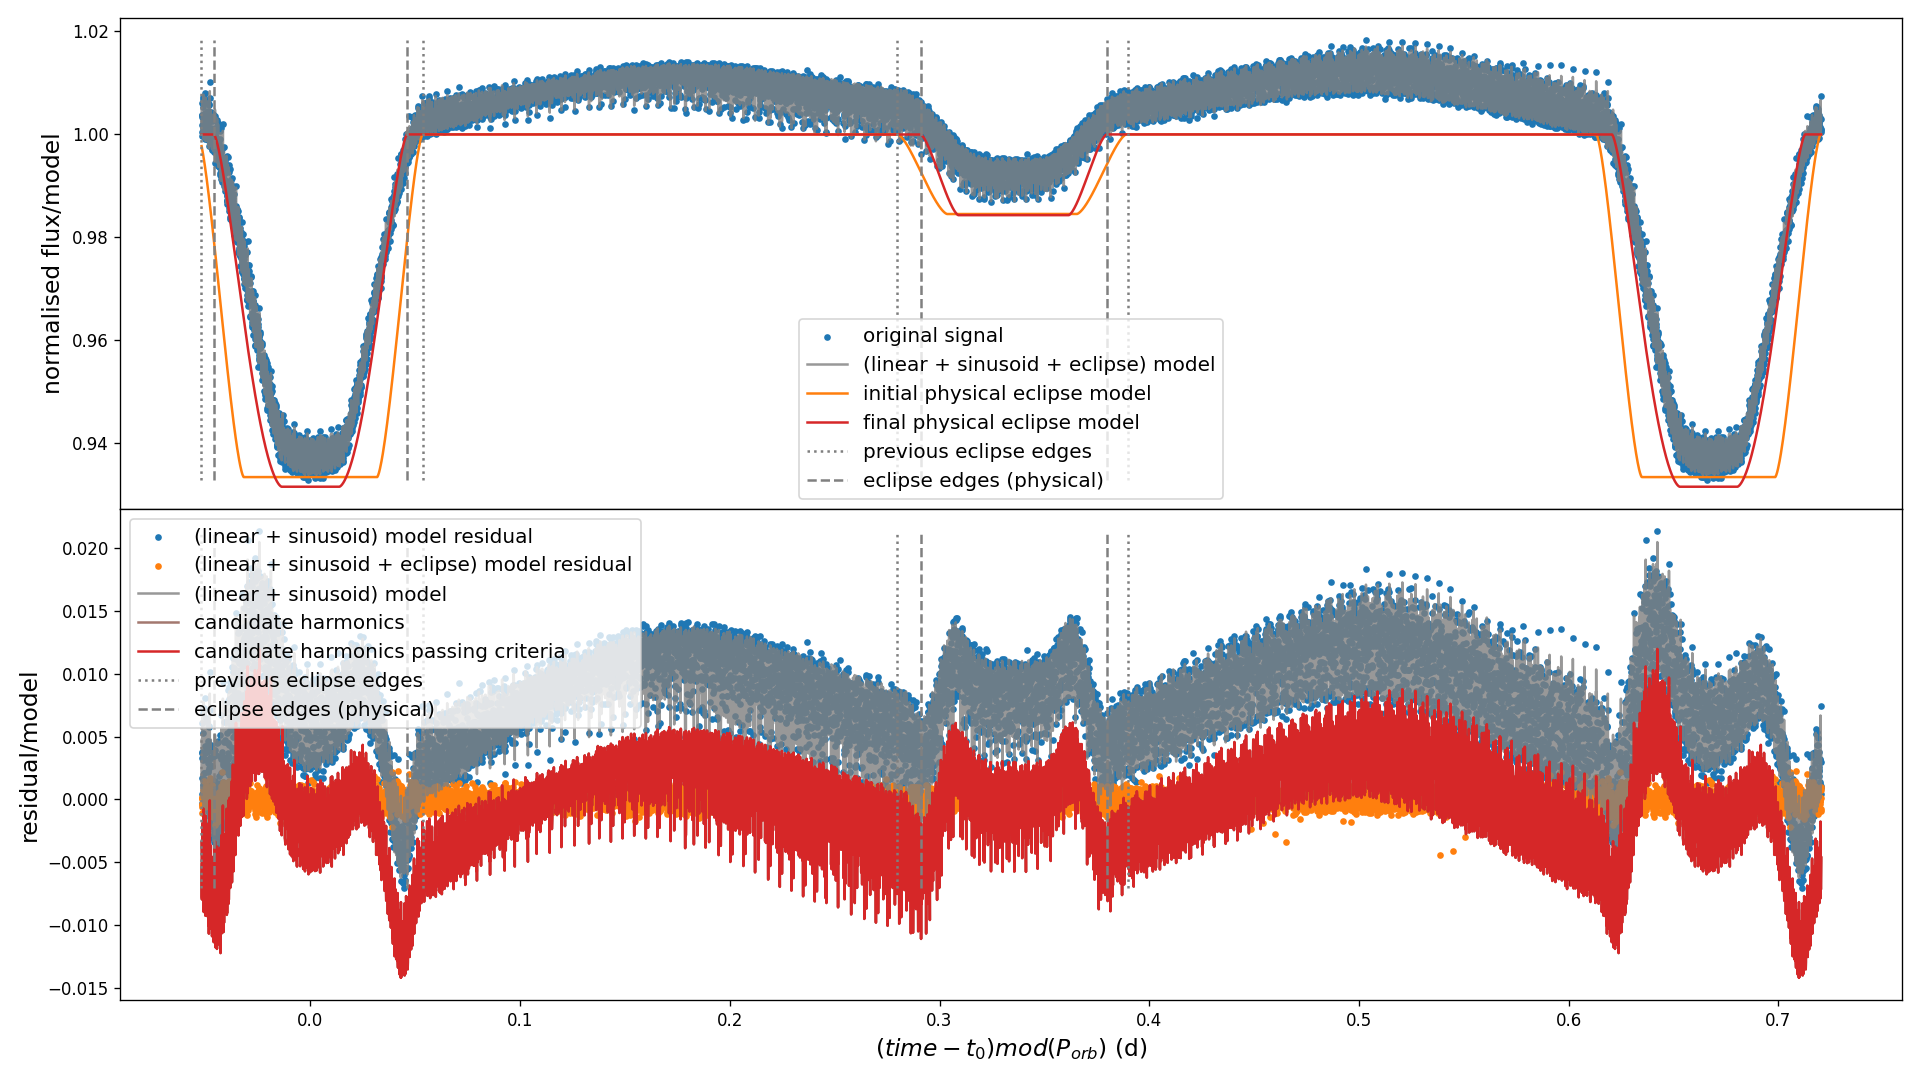 1.02
1.00
0.98
0.96
0.94
normalised flux/model
original signal
(linear + sinusoid + eclipse) model
initial physical eclipse model
final physical eclipse model
previous eclipse edges
eclipse edges (physical)
0.020
0.015
0.010
0.005
0.000
−0.005
−0.010
−0.015
residual/model
(linear + sinusoid) model residual
(linear + sinusoid + eclipse) model residual
(linear + sinusoid) model
candidate harmonics
candidate harmonics passing criteria
previous eclipse edges
eclipse edges (physical)
0.0 0.1 0.2 0.3 0.4 0.5 0.6 0.7
(time − t₀)mod(Pₒᵣb) (d)